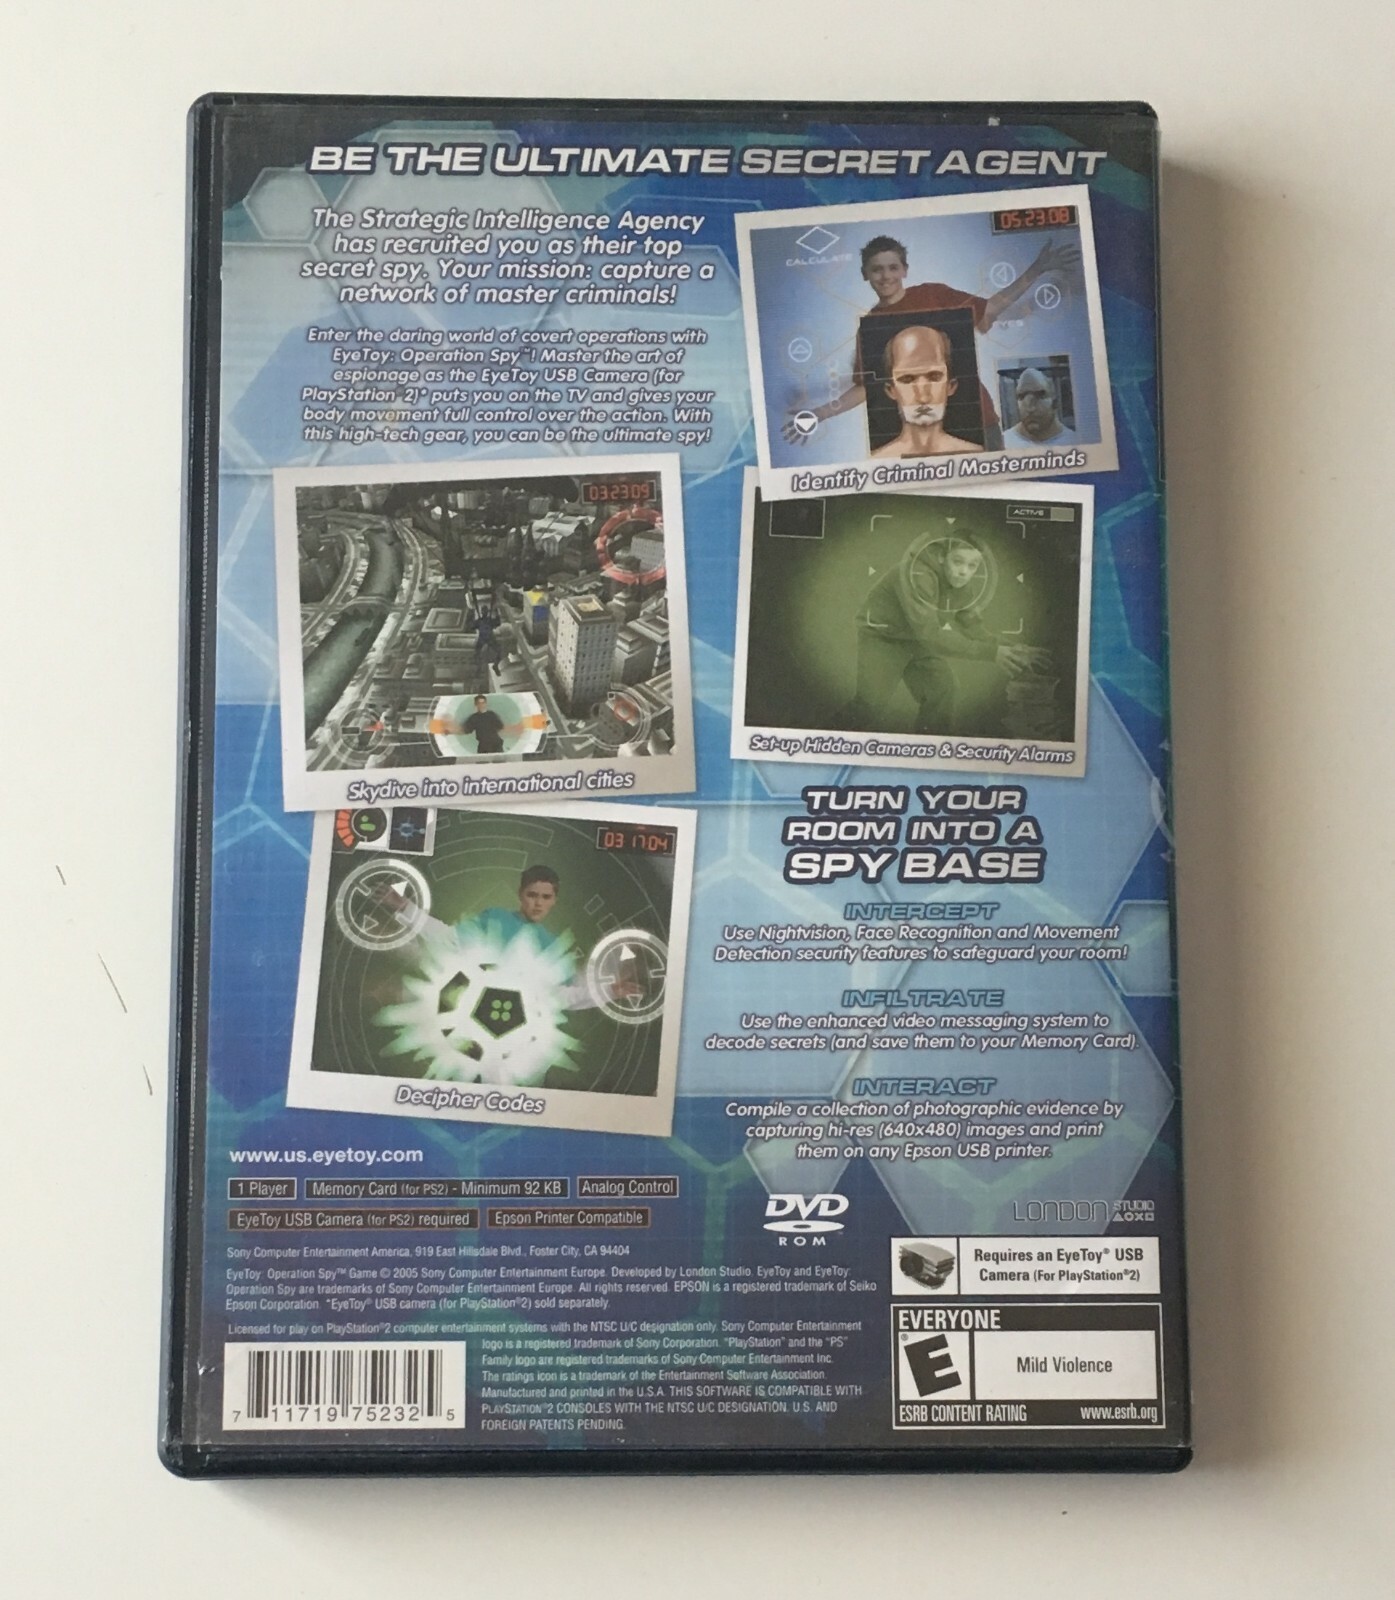 BE THE ULTIMATE SECRET AGENT
The Strategic Intelligence Agency
has recruited you as their top
secret spy. Your mission: capture a
network of master criminals!
Enter the daring world of covert operations with
EyeToy: Operation Spy™! Master the art of
espionage as the EyeToy USB Camera (for
PlayStation®2)* puts you on the TV and gives your
body movement full control over the action. With
this high-tech gear, you can be the ultimate spy!
05:23:08
CALCULATE
EYES
Identify Criminal Masterminds
03:23:09
Skydive into international cities
ACTIVE
Set-up Hidden Cameras & Security Alarms
03:17:04
Decipher Codes
TURN YOUR
ROOM INTO A
SPY BASE
INTERCEPT
Use Nightvision, Face Recognition and Movement
Detection security features to safeguard your room!
INFILTRATE
Use the enhanced video messaging system to
decode secrets (and save them to your Memory Card).
INTERACT
Compile a collection of photographic evidence by
capturing hi-res (640x480) images and print
them on any Epson USB printer.
www.us.eyetoy.com
1 Player
Memory Card (for PS2) - Minimum 92 KB
Analog Control
EyeToy USB Camera (for PS2) required
Epson Printer Compatible
DVD
ROM
LONDON STUDIO
Sony Computer Entertainment America, 919 East Hillsdale Blvd., Foster City, CA 94404
EyeToy: Operation Spy™ Game © 2005 Sony Computer Entertainment Europe. Developed by London Studio. EyeToy and EyeToy:
Operation Spy are trademarks of Sony Computer Entertainment Europe. All rights reserved. EPSON is a registered trademark of Seiko
Epson Corporation. *EyeToy® USB camera (for PlayStation®2) sold separately.
Licensed for play on PlayStation®2 computer entertainment systems with the NTSC U/C designation only. Sony Computer Entertainment
logo is a registered trademark of Sony Corporation. "PlayStation" and the "PS"
Family logo are registered trademarks of Sony Computer Entertainment Inc.
The ratings icon is a trademark of the Entertainment Software Association.
Manufactured and printed in the U.S.A. THIS SOFTWARE IS COMPATIBLE WITH
PLAYSTATION®2 CONSOLES WITH THE NTSC U/C DESIGNATION. U.S. AND
FOREIGN PATENTS PENDING.
7 11719 75232 5
Requires an EyeToy® USB
Camera (For PlayStation®2)
EVERYONE
E
Mild Violence
ESRB CONTENT RATING www.esrb.org